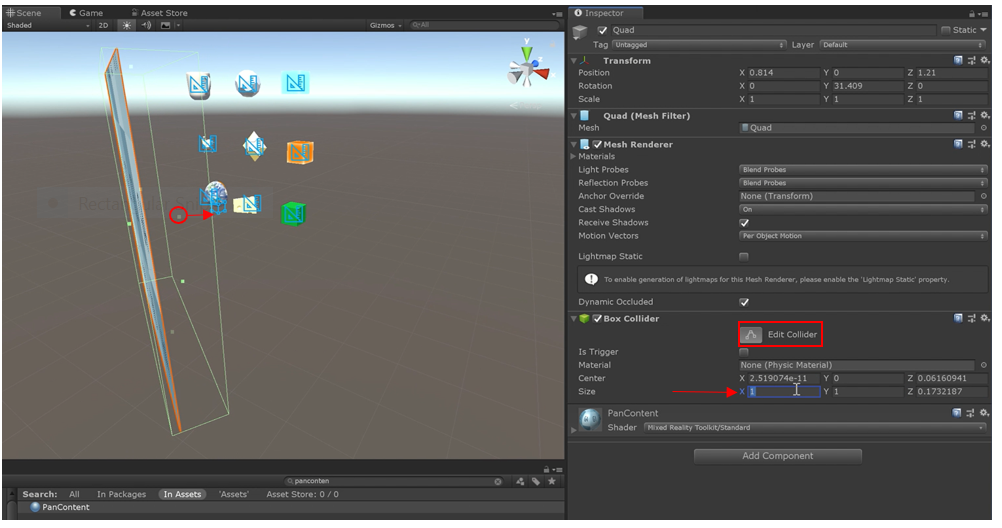 Scene Game Asset Store
Shaded 2D Gizmos All
y
Inspector
Quad Static
Tag Untagged Layer Default
Transform
Position X 0.814 Y 0 Z 1.21
Rotation X 0 Y 31.409 Z 0
Scale X 1 Y 1 Z 1
Quad (Mesh Filter)
Mesh Quad
Mesh Renderer
Materials
Light Probes Blend Probes
Reflection Probes Blend Probes
Anchor Override None (Transform)
Cast Shadows On
Receive Shadows
Motion Vectors Per Object Motion
Lightmap Static
To enable generation of lightmaps for this Mesh Renderer, please enable the 'Lightmap Static' property.
Dynamic Occluded
Box Collider
Edit Collider
Is Trigger
Material None (Physic Material)
Center X 2.519074e-11 Y 0 Z 0.06160941
Size X 1 Y 1 Z 0.1732187
PanContent
Shader Mixed Reality Toolkit/Standard
Add Component
panconten
Search: All In Packages In Assets 'Assets' Asset Store: 0 / 0
PanContent